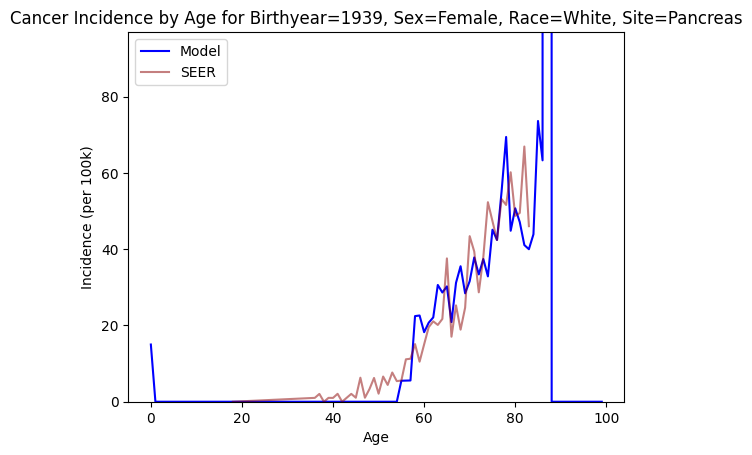 Cancer Incidence by Age for Birthyear=1939, Sex=Female, Race=White, Site=Pancreas
Model
SEER
80
60
40
20
0
Incidence (per 100k)
0 20 40 60 80 100
Age